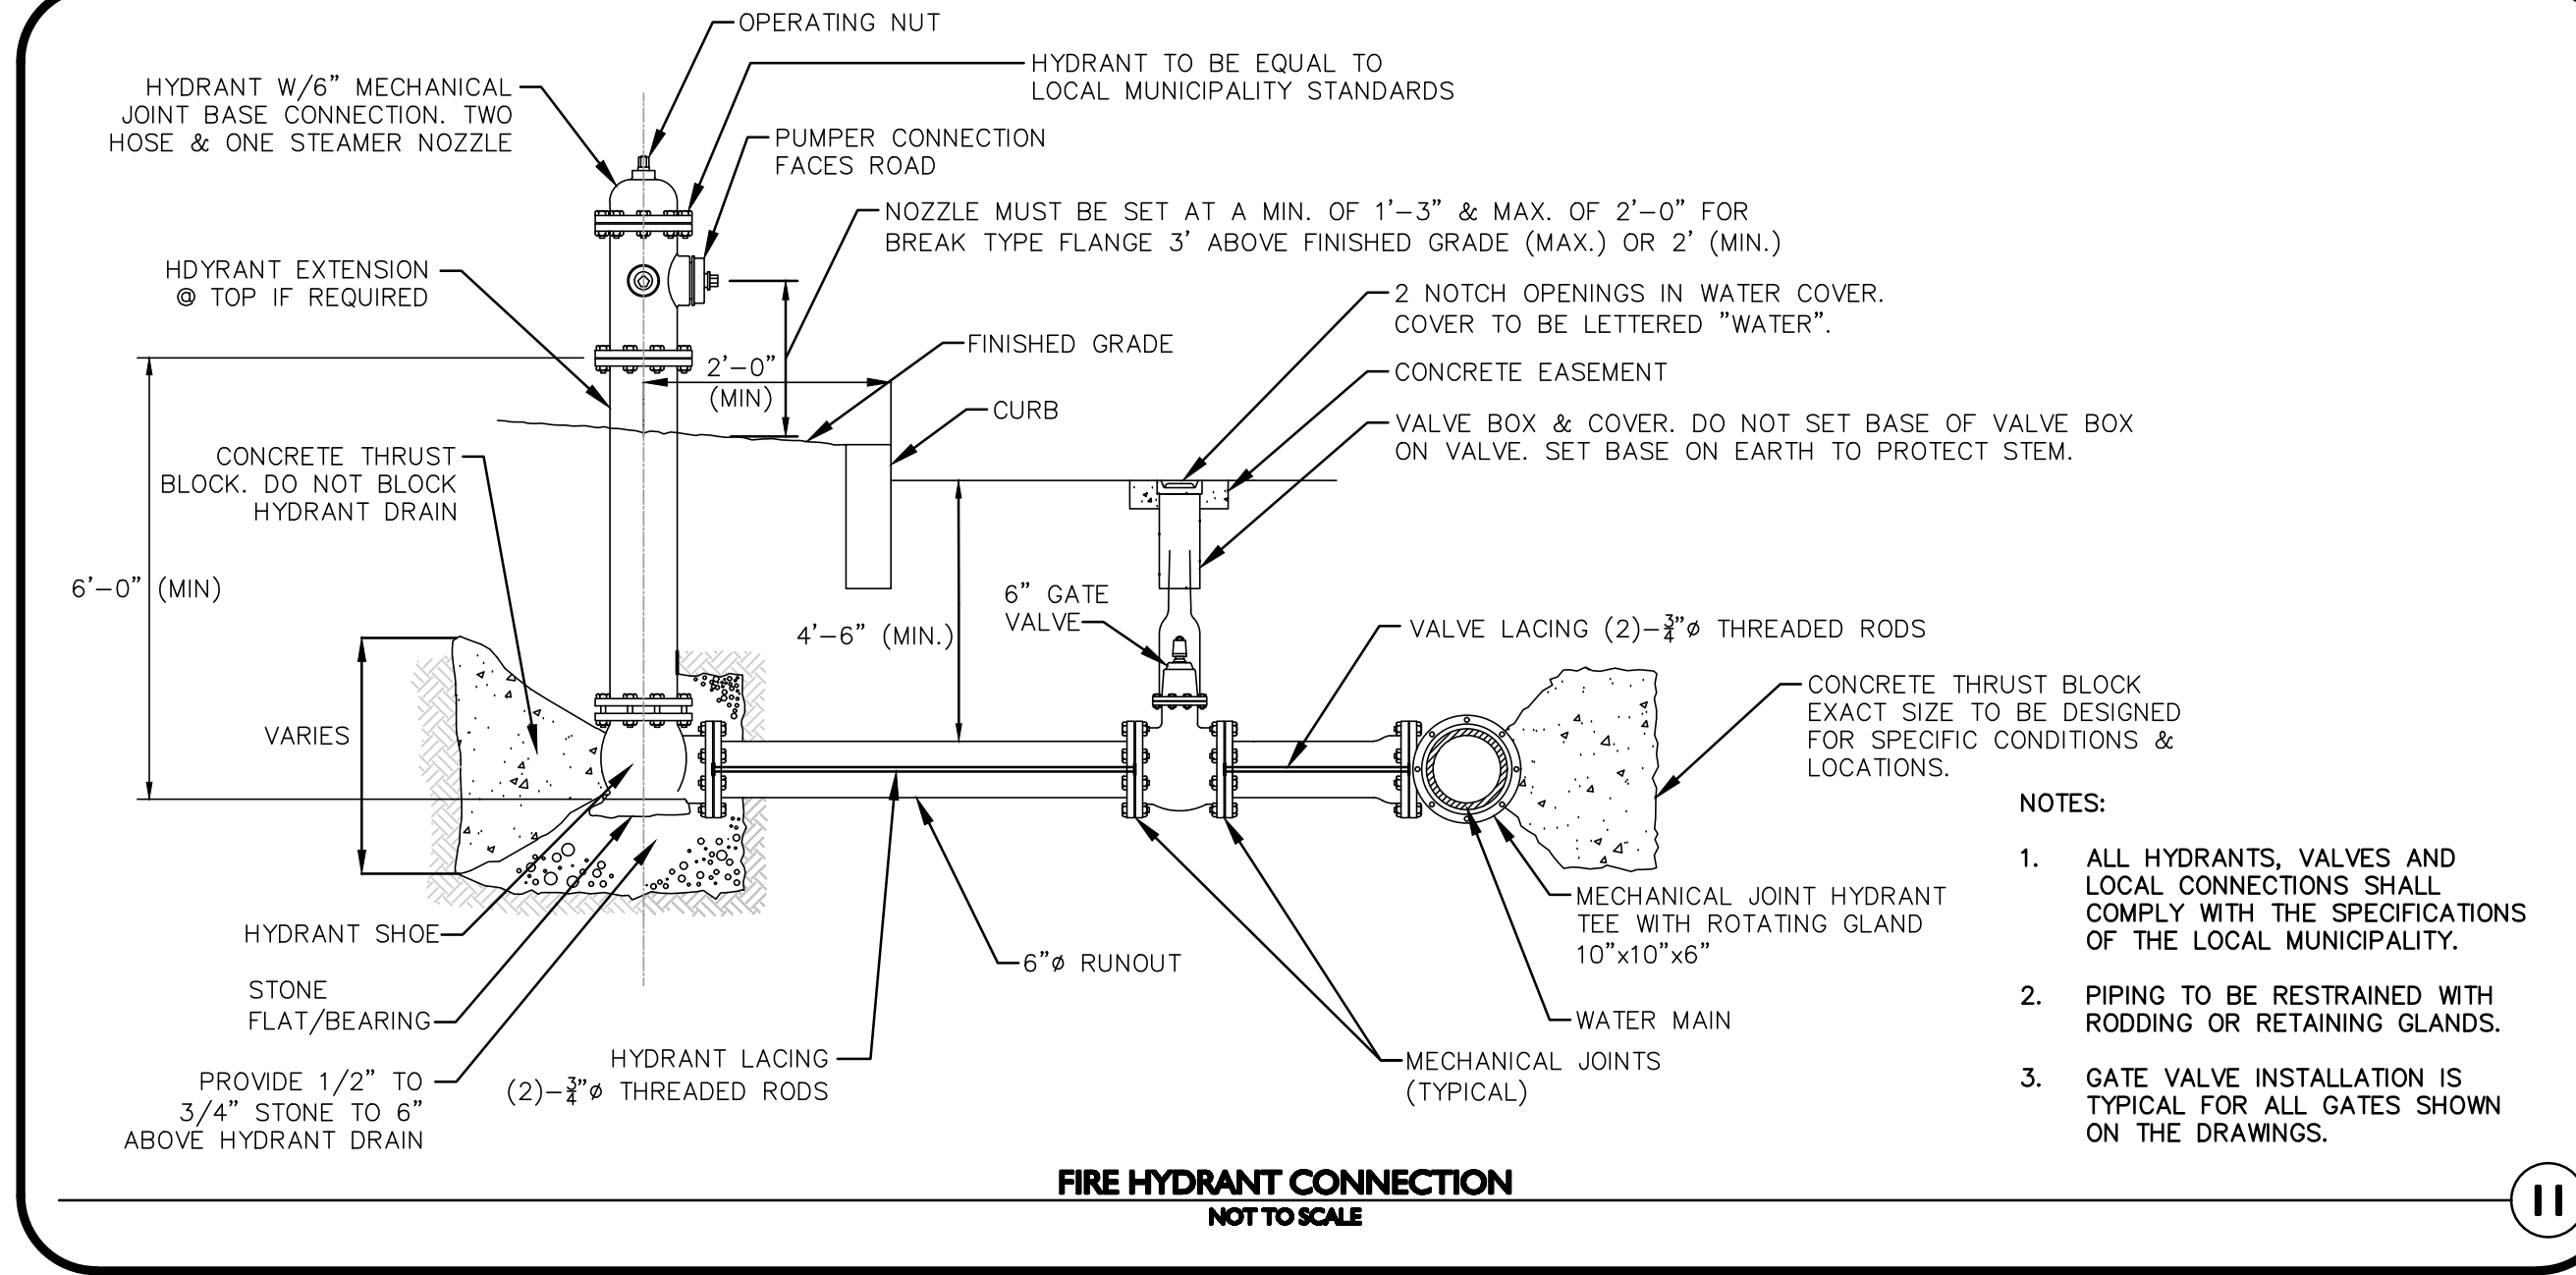 OPERATING NUT
HYDRANT TO BE EQUAL TO
LOCAL MUNICIPALITY STANDARDS
HYDRANT W/6" MECHANICAL
JOINT BASE CONNECTION. TWO
HOSE & ONE STEAMER NOZZLE
PUMPER CONNECTION
FACES ROAD
NOZZLE MUST BE SET AT A MIN. OF 1'-3" & MAX. OF 2'-0" FOR
BREAK TYPE FLANGE 3' ABOVE FINISHED GRADE (MAX.) OR 2' (MIN.)
HDYRANT EXTENSION
@ TOP IF REQUIRED
2 NOTCH OPENINGS IN WATER COVER.
COVER TO BE LETTERED "WATER".
FINISHED GRADE
2'-0"
(MIN)
CONCRETE EASEMENT
CURB
VALVE BOX & COVER. DO NOT SET BASE OF VALVE BOX
ON VALVE. SET BASE ON EARTH TO PROTECT STEM.
CONCRETE THRUST
BLOCK. DO NOT BLOCK
HYDRANT DRAIN
6'-0" (MIN)
6" GATE
VALVE
4'-6" (MIN.)
VALVE LACING (2)-¾"ø THREADED RODS
VARIES
CONCRETE THRUST BLOCK
EXACT SIZE TO BE DESIGNED
FOR SPECIFIC CONDITIONS &
LOCATIONS.
HYDRANT SHOE
STONE
FLAT/BEARING
PROVIDE 1/2" TO
3/4" STONE TO 6"
ABOVE HYDRANT DRAIN
HYDRANT LACING
(2)-¾"ø THREADED RODS
6"ø RUNOUT
MECHANICAL JOINT HYDRANT
TEE WITH ROTATING GLAND
10"x10"x6"
WATER MAIN
MECHANICAL JOINTS
(TYPICAL)
NOTES:
1. ALL HYDRANTS, VALVES AND
LOCAL CONNECTIONS SHALL
COMPLY WITH THE SPECIFICATIONS
OF THE LOCAL MUNICIPALITY.
2. PIPING TO BE RESTRAINED WITH
RODDING OR RETAINING GLANDS.
3. GATE VALVE INSTALLATION IS
TYPICAL FOR ALL GATES SHOWN
ON THE DRAWINGS.
FIRE HYDRANT CONNECTION
NOT TO SCALE
11